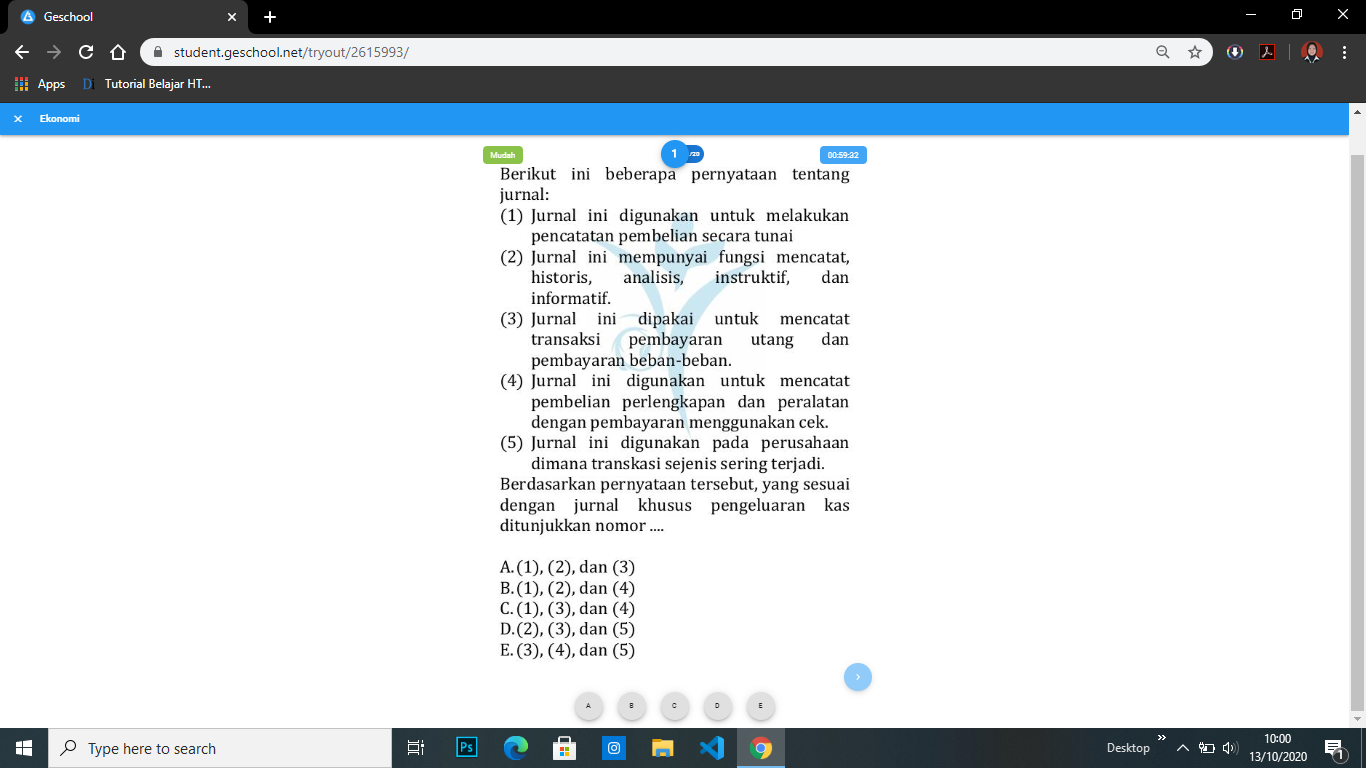 Geschool
student.geschool.net/tryout/2615993/
Apps
Tutorial Belajar HT...
Ekonomi
Mudah
1 /20
00:59:32
Berikut ini beberapa pernyataan tentang
jurnal:
(1) Jurnal ini digunakan untuk melakukan
pencatatan pembelian secara tunai
(2) Jurnal ini mempunyai fungsi mencatat,
historis, analisis, instruktif, dan
informatif.
(3) Jurnal ini dipakai untuk mencatat
transaksi pembayaran utang dan
pembayaran beban-beban.
(4) Jurnal ini digunakan untuk mencatat
pembelian perlengkapan dan peralatan
dengan pembayaran menggunakan cek.
(5) Jurnal ini digunakan pada perusahaan
dimana transkasi sejenis sering terjadi.
Berdasarkan pernyataan tersebut, yang sesuai
dengan jurnal khusus pengeluaran kas
ditunjukkan nomor ....
A. (1), (2), dan (3)
B. (1), (2), dan (4)
C. (1), (3), dan (4)
D. (2), (3), dan (5)
E. (3), (4), dan (5)
A B C D E
Type here to search
Ps
Desktop
10:00
13/10/2020
1